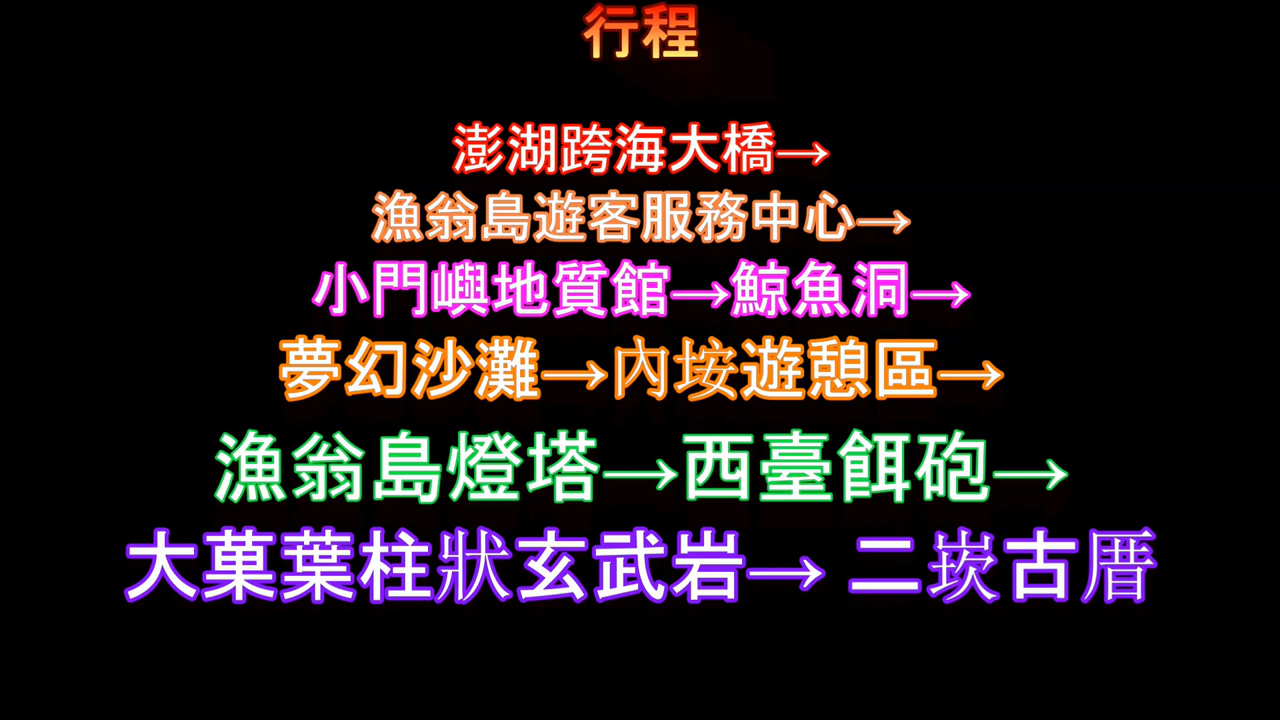 行程
澎湖跨海大橋→
漁翁島遊客服務中心→
小門嶼地質館→鯨魚洞→
夢幻沙灘→內垵遊憩區→
漁翁島燈塔→西臺餌砲→
大菓葉柱狀玄武岩→ 二崁古厝